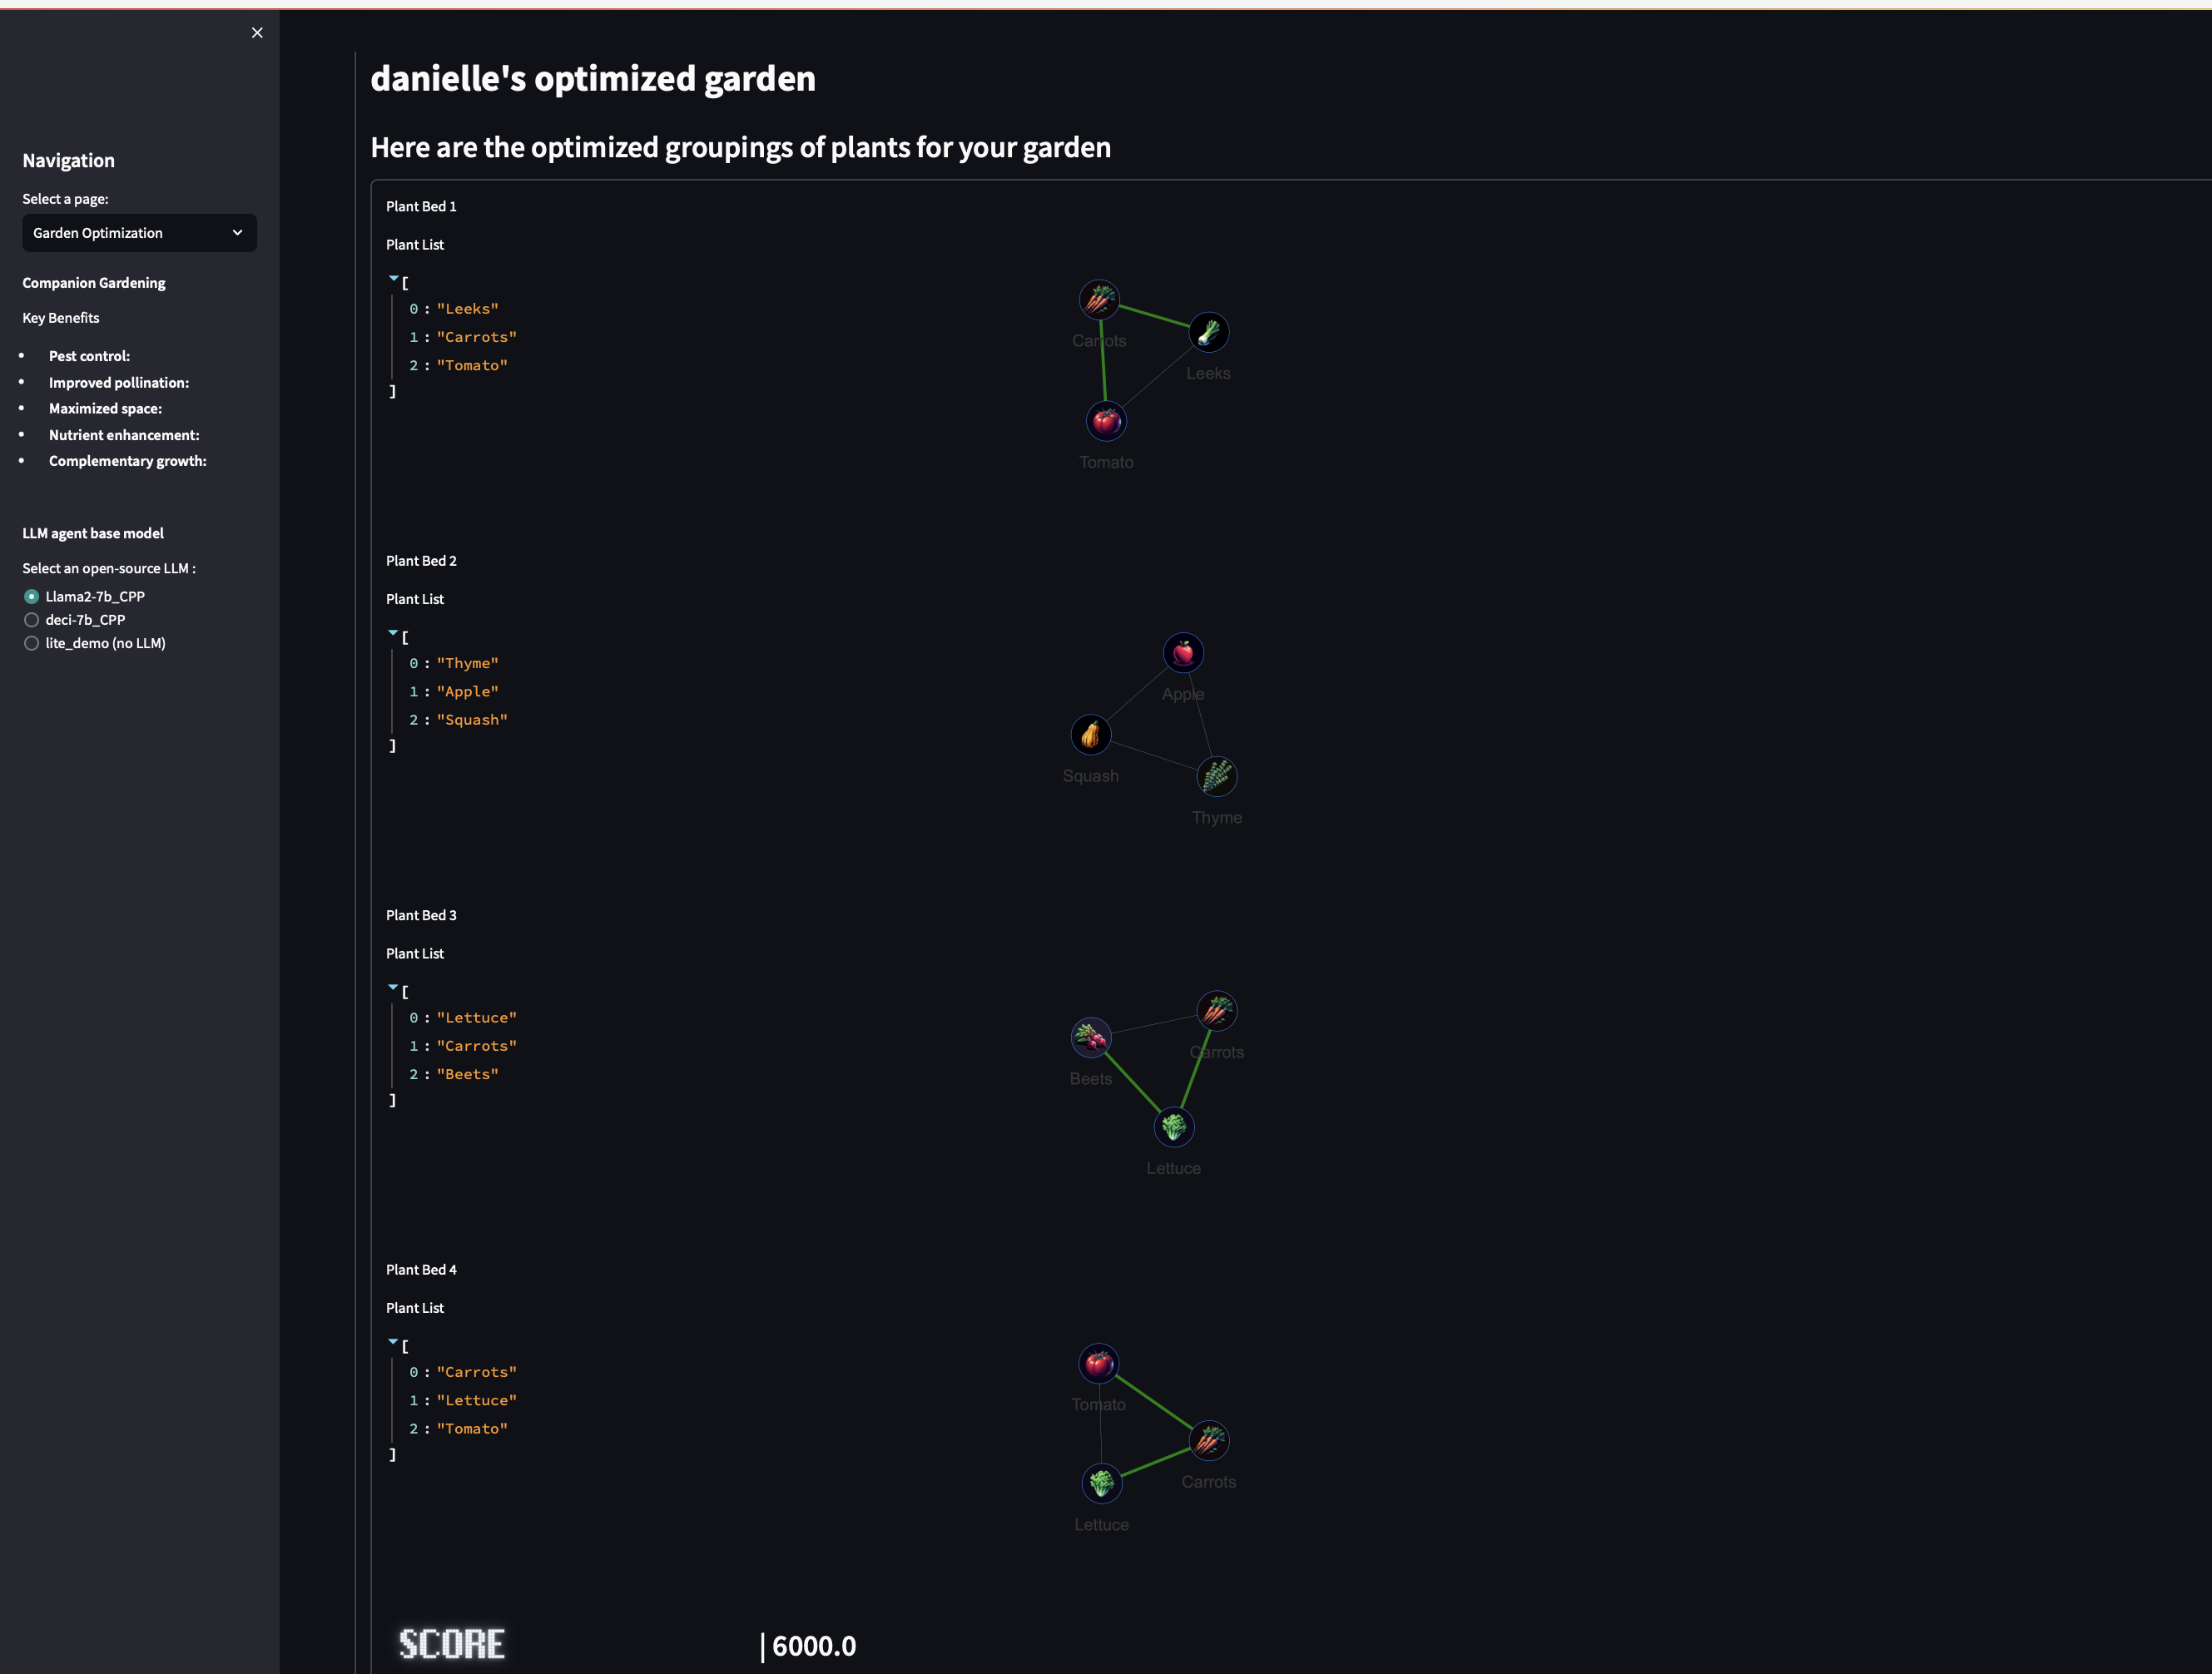 danielle's optimized garden
Here are the optimized groupings of plants for your garden
Navigation
Select a page:
Garden Optimization
Companion Gardening
Key Benefits
• Pest control:
• Improved pollination:
• Maximized space:
• Nutrient enhancement:
• Complementary growth:
LLM agent base model
Select an open-source LLM :
Llama2-7b_CPP
deci-7b_CPP
lite_demo (no LLM)
Plant Bed 1
Plant List
[
0 : "Leeks"
1 : "Carrots"
2 : "Tomato"
]
Carrots
Leeks
Tomato
Plant Bed 2
Plant List
[
0 : "Thyme"
1 : "Apple"
2 : "Squash"
]
Apple
Squash
Thyme
Plant Bed 3
Plant List
[
0 : "Lettuce"
1 : "Carrots"
2 : "Beets"
]
Carrots
Beets
Lettuce
Plant Bed 4
Plant List
[
0 : "Carrots"
1 : "Lettuce"
2 : "Tomato"
]
Tomato
Carrots
Lettuce
SCORE | 6000.0